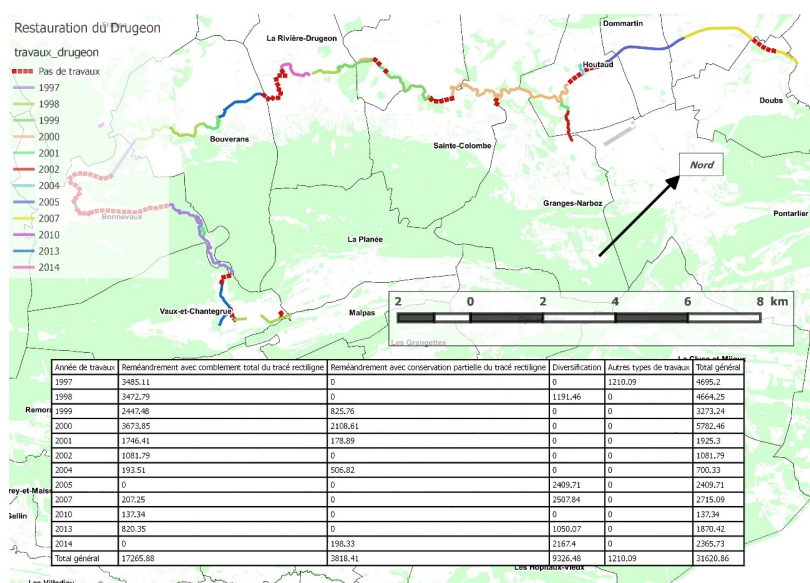 Restauration du Drugeon
travaux_drugeon
Pas de travaux
1997
1998
1999
2000
2001
2002
2004
2005
2007
2010
2013
2014
Frasne
La Rivière-Drugeon
Dommartin
Houtaud
Doubs
Bouverans
Sainte-Colombe
Nord
Bonnevaux
Granges-Narboz
Pontarlier
La Planée
Vaux-et-Chantegrue
Malpas
2 0 2 4 6 8 km
Les Grangettes
Année de travaux Reméandrement avec comblement total du tracé rectiligne Reméandrement avec conservation partielle du tracé rectiligne Diversification Autres types de travaux Total général
1997 3485.11 0 0 1210.09 4695.2
1998 3472.79 0 1191.46 0 4664.25
1999 2447.48 825.76 0 0 3273.24
2000 3673.85 2108.61 0 0 5782.46
2001 1746.41 178.89 0 0 1925.3
2002 1081.79 0 0 0 1081.79
2004 193.51 506.82 0 0 700.33
2005 0 0 2409.71 0 2409.71
2007 207.25 0 2507.84 0 2715.09
2010 137.34 0 0 0 137.34
2013 820.35 0 1050.07 0 1870.42
2014 0 198.33 2167.4 0 2365.73
Total général 17265.88 3818.41 9326.48 1210.09 31620.86
Les Hôpitaux-Vieux